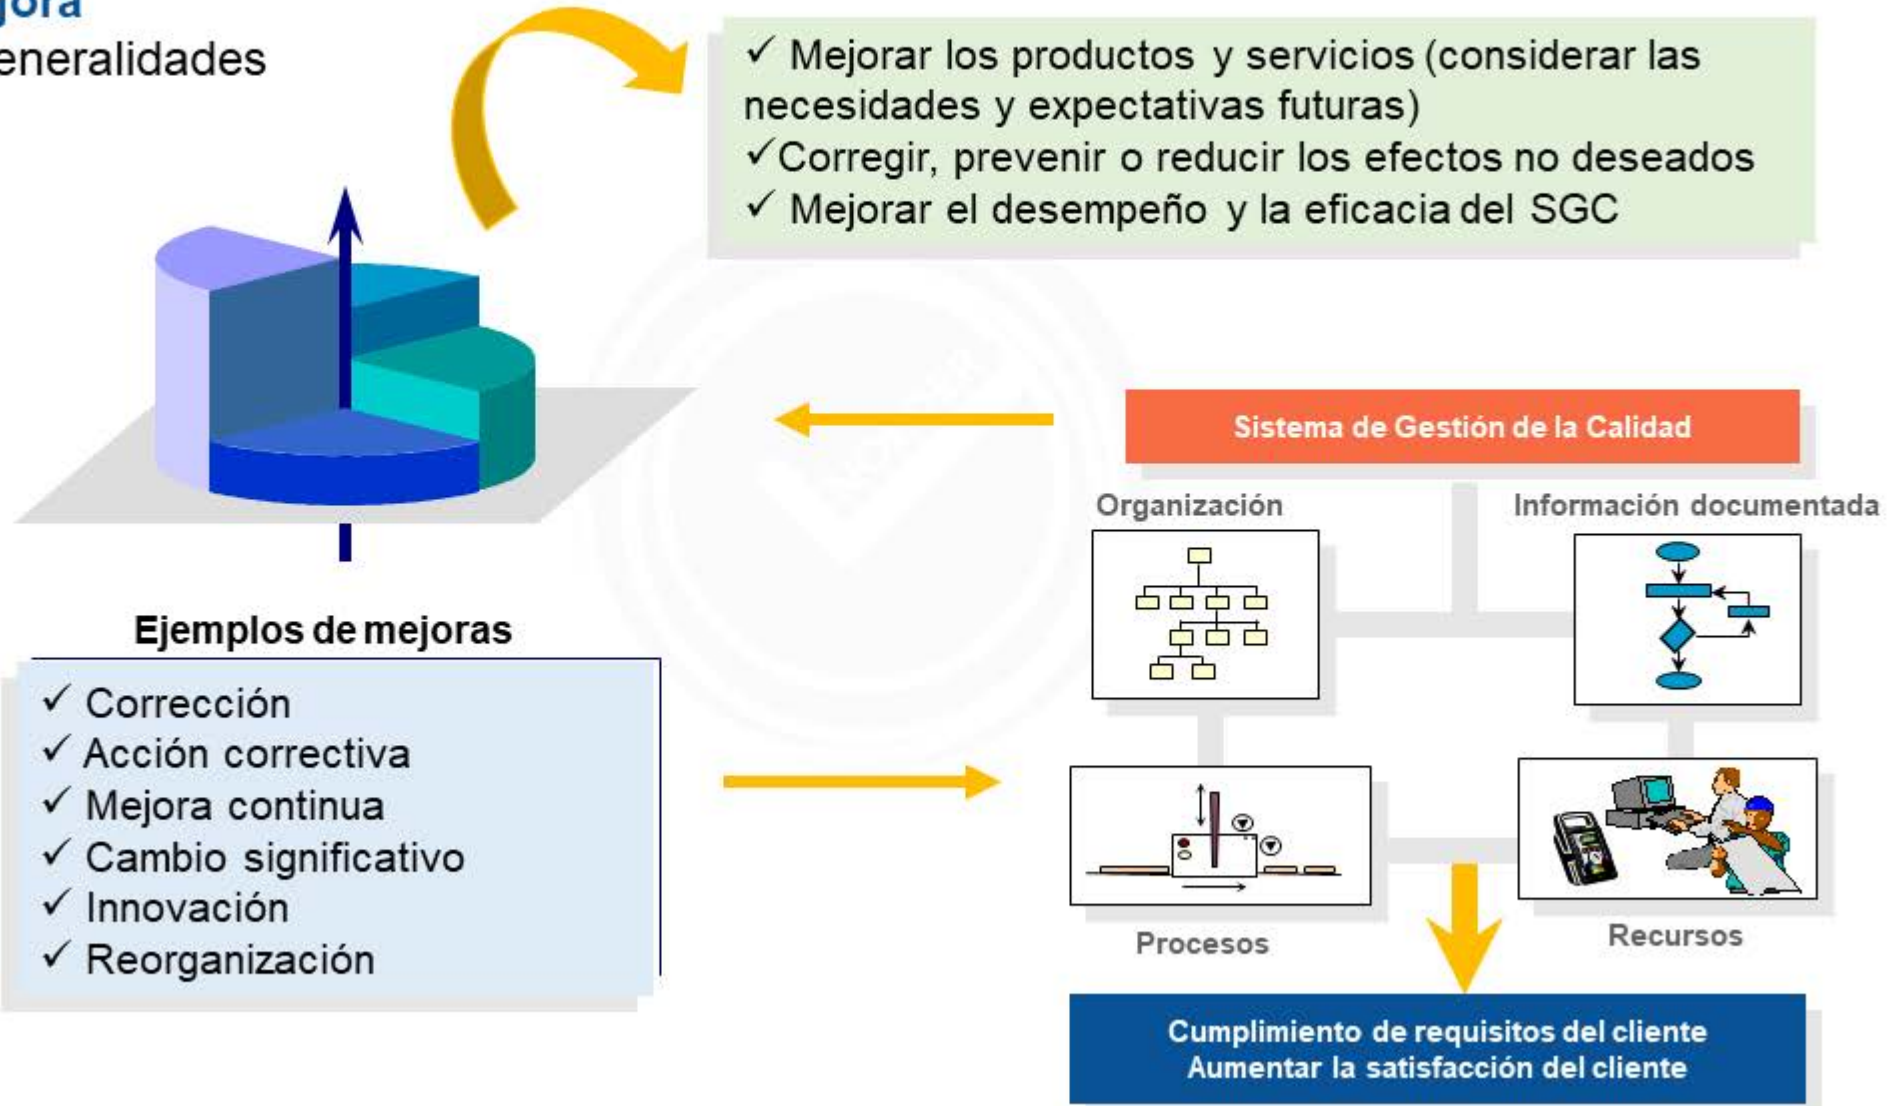 jora
eneralidades
✓ Mejorar los productos y servicios (considerar las
necesidades y expectativas futuras)
✓Corregir, prevenir o reducir los efectos no deseados
✓ Mejorar el desempeño y la eficacia del SGC
Sistema de Gestión de la Calidad
Organización
Información documentada
Ejemplos de mejoras
✓ Corrección
✓ Acción correctiva
✓ Mejora continua
✓ Cambio significativo
✓ Innovación
✓ Reorganización
Procesos
Recursos
Cumplimiento de requisitos del cliente
Aumentar la satisfacción del cliente